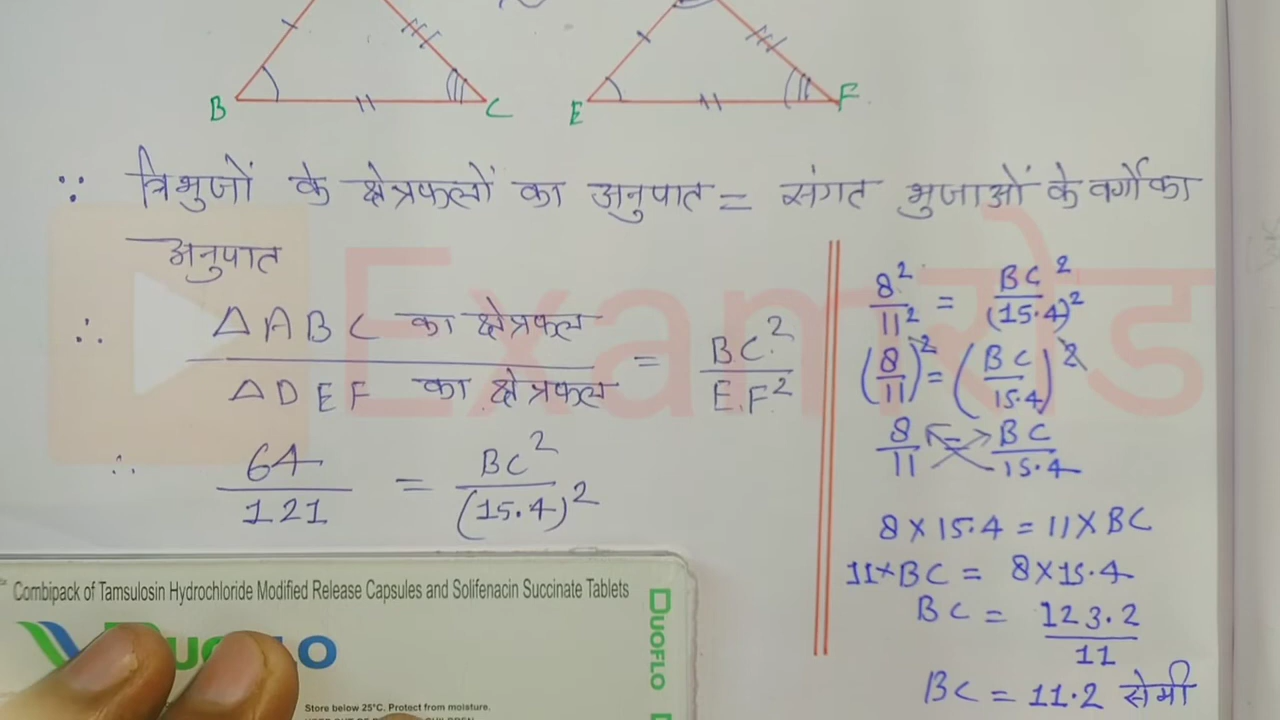 B C E F
∵ त्रिभुजों के क्षेत्रफलों का अनुपात = संगत भुजाओं के वर्गो का
अनुपात
∴ △ABC का क्षेत्रफल / △DEF का क्षेत्रफल = BC² / E.F²
∴ 64/121 = BC²/(15.4)²
8²/11² = BC²/(15.4)²
(8/11)² = (BC/15.4)²
8/11 = BC/15.4
8×15.4 = 11×BC
11×BC = 8×15.4
BC = 123.2/11
BC = 11.2 सेमी
Examरोड
Combipack of Tamsulosin Hydrochloride Modified Release Capsules and Solifenacin Succinate Tablets
DUOFLO
Store below 25°C. Protect from moisture.